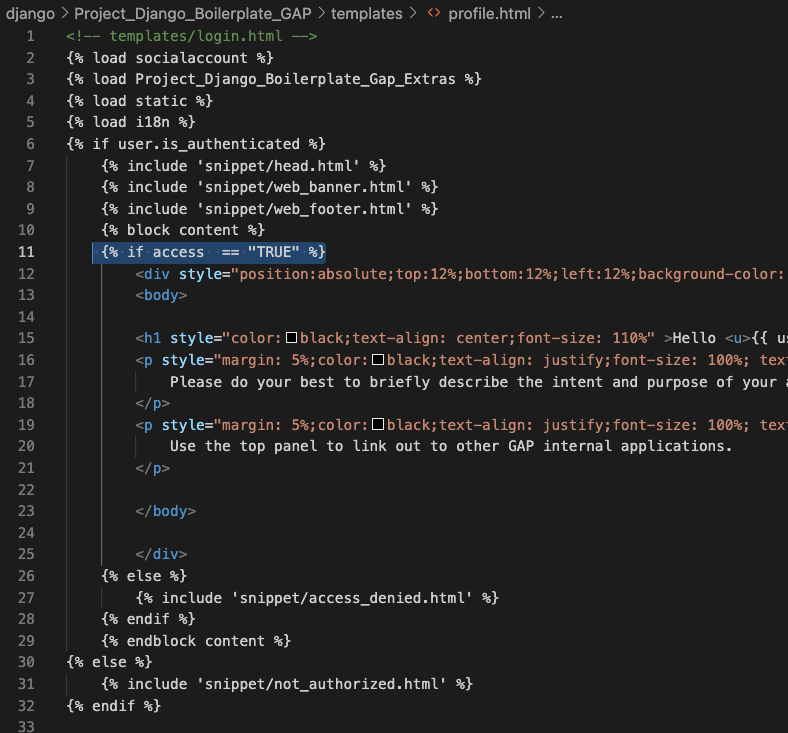 django > Project_Django_Boilerplate_GAP > templates > <> profile.html > ...
1 <!-- templates/login.html -->
2 {% load socialaccount %}
3 {% load Project_Django_Boilerplate_Gap_Extras %}
4 {% load static %}
5 {% load i18n %}
6 {% if user.is_authenticated %}
7 {% include 'snippet/head.html' %}
8 {% include 'snippet/web_banner.html' %}
9 {% include 'snippet/web_footer.html' %}
10 {% block content %}
11 {% if access  == "TRUE" %}
12 <div style="position:absolute;top:12%;bottom:12%;left:12%;background-color:
13 <body>
14
15 <h1 style="color:black;text-align: center;font-size: 110%" >Hello <u>{{ us
16 <p style="margin: 5%;color:black;text-align: justify;font-size: 100%; tex
17 Please do your best to briefly describe the intent and purpose of your a
18 </p>
19 <p style="margin: 5%;color:black;text-align: justify;font-size: 100%; tex
20 Use the top panel to link out to other GAP internal applications.
21 </p>
22
23 </body>
24
25 </div>
26 {% else %}
27 {% include 'snippet/access_denied.html' %}
28 {% endif %}
29 {% endblock content %}
30 {% else %}
31 {% include 'snippet/not_authorized.html' %}
32 {% endif %}
33